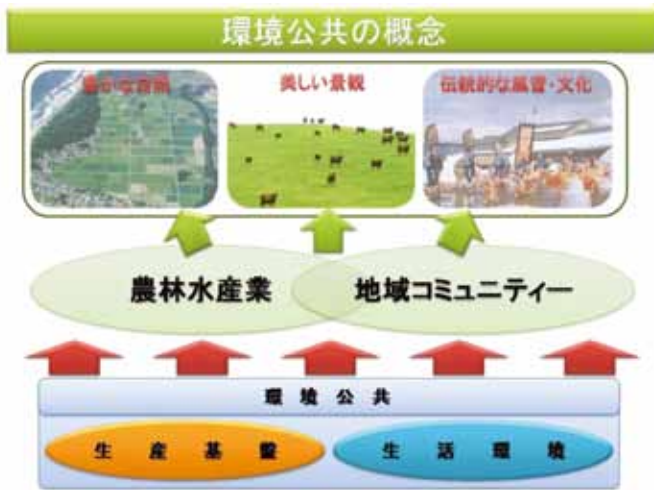 環境公共の概念
豊かな自然
美しい景観
伝統的な風習・文化
農林水産業
地域コミュニティー
環境公共
生産基盤
生活環境